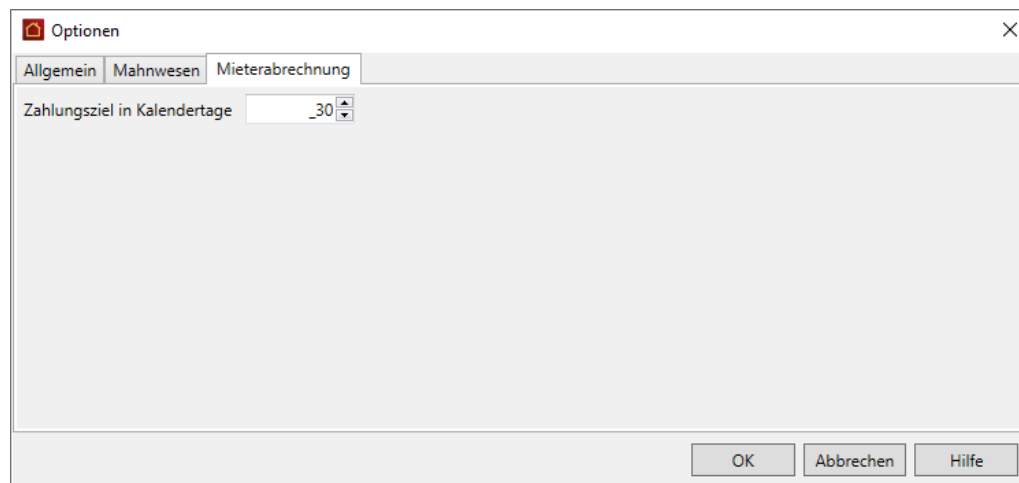 Optionen
Allgemein Mahnwesen Mieterabrechnung
Zahlungsziel in Kalendertage _30
OK Abbrechen Hilfe